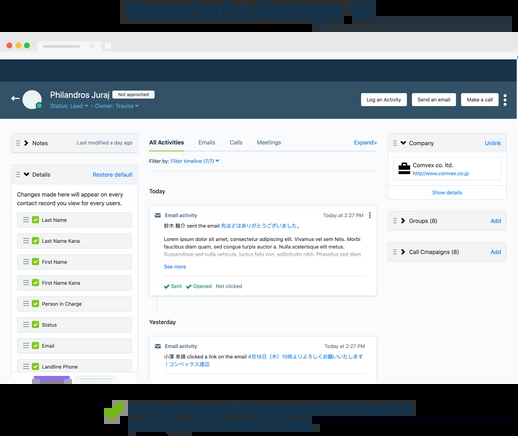 Philandros Juraj
Not approched
Status: Lead
Owner: Traviss
Log an Activity
Send an email
Make a call
Notes
Last modified a day ago
Details
Restore default
Changes made here will appear on every
contact record you view for every users.
Last Name
Last Name Kana
First Name
First Name Kana
Person in Charge
Status
Email
Landline Phone
All Activities
Emails
Calls
Meetings
Expand>
Filter by: Filter timeline (7/7)
Today
Email activity
Today at 2:27 PM
鈴木 駿介 sent the email 先ほどはありがとうございました。
Lorem ipsum dolor sit amet, consectetur adipiscing elit. Vivamus vel sem felis. Morbi
faucibus diam quam, sed congue turpis auctor a. Nulla scelerisque elit metus.
Suspendisse sed nulla vehicula, luctus felis non, sollicitudin nibh. Phasellus sed diam
See more
Sent
Opened
Not clicked
Yesterday
Email activity
Today at 2:27 PM
小澤 幸靖 clicked a link on the email 4月18日（木）10時よりよろしくお願いいたします
｜コンベックス渡辺
Company
Unlink
Comvex co. ltd.
http//www.comvex.co.jp
Show details
Groups (8)
Add
Call Cmapaigns (8)
Add